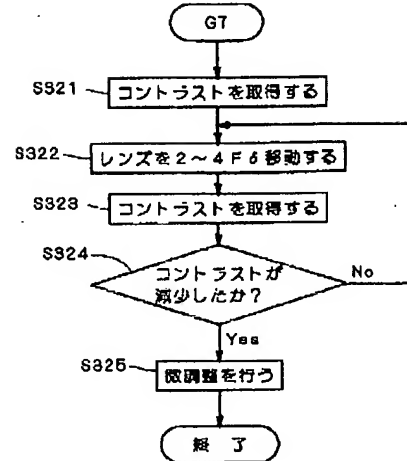 G7
S321
コントラストを取得する
S322
レンズを2～4Fδ移動する
S323
コントラストを取得する
S324
コントラストが
減少したか?
No
Yes
S325
微調整を行う
終了